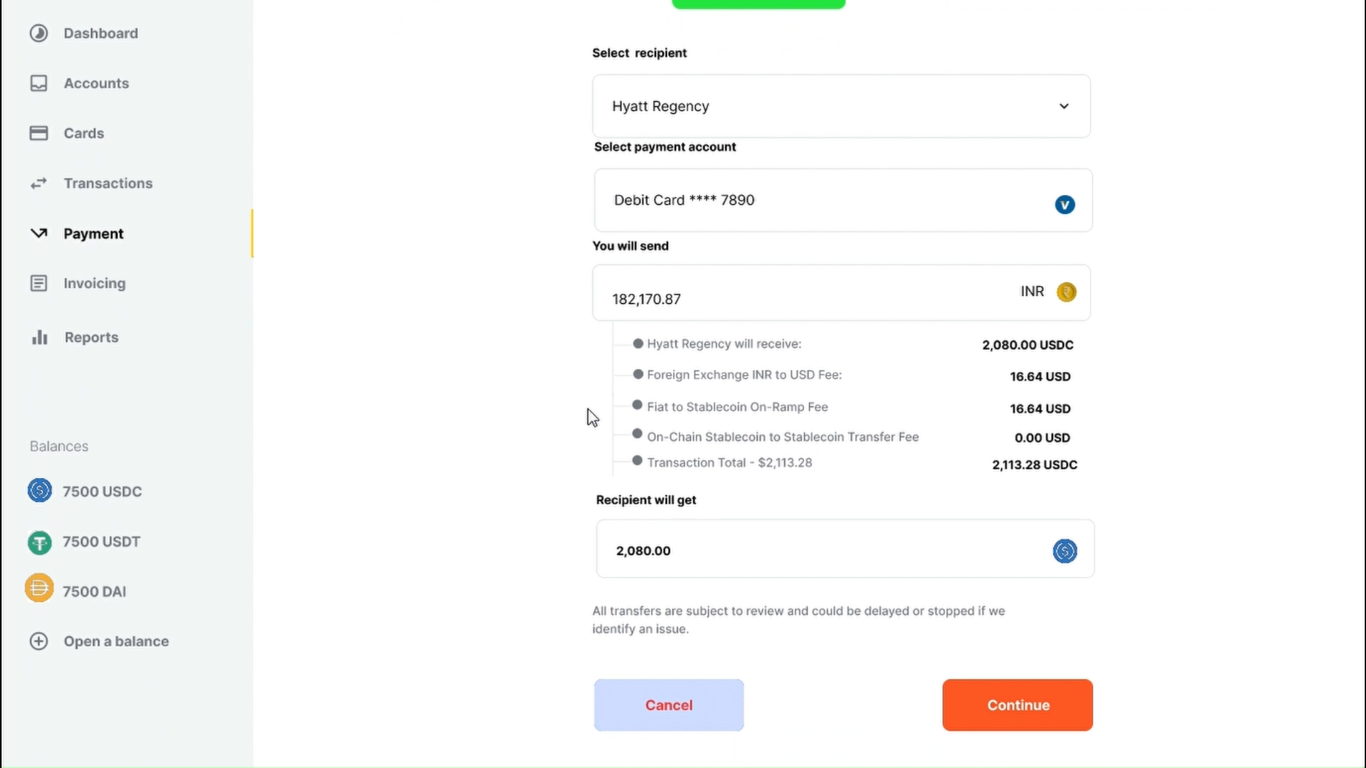 Dashboard
Accounts
Cards
Transactions
Payment
Invoicing
Reports
Balances
7500 USDC
7500 USDT
7500 DAI
Open a balance
Select recipient
Hyatt Regency
Select payment account
Debit Card **** 7890
V
You will send
182,170.87
INR ₹
Hyatt Regency will receive: 2,080.00 USDC
Foreign Exchange INR to USD Fee: 16.64 USD
Fiat to Stablecoin On-Ramp Fee 16.64 USD
On-Chain Stablecoin to Stablecoin Transfer Fee 0.00 USD
Transaction Total - $2,113.28 2,113.28 USDC
Recipient will get
2,080.00
All transfers are subject to review and could be delayed or stopped if we
identify an issue.
Cancel
Continue